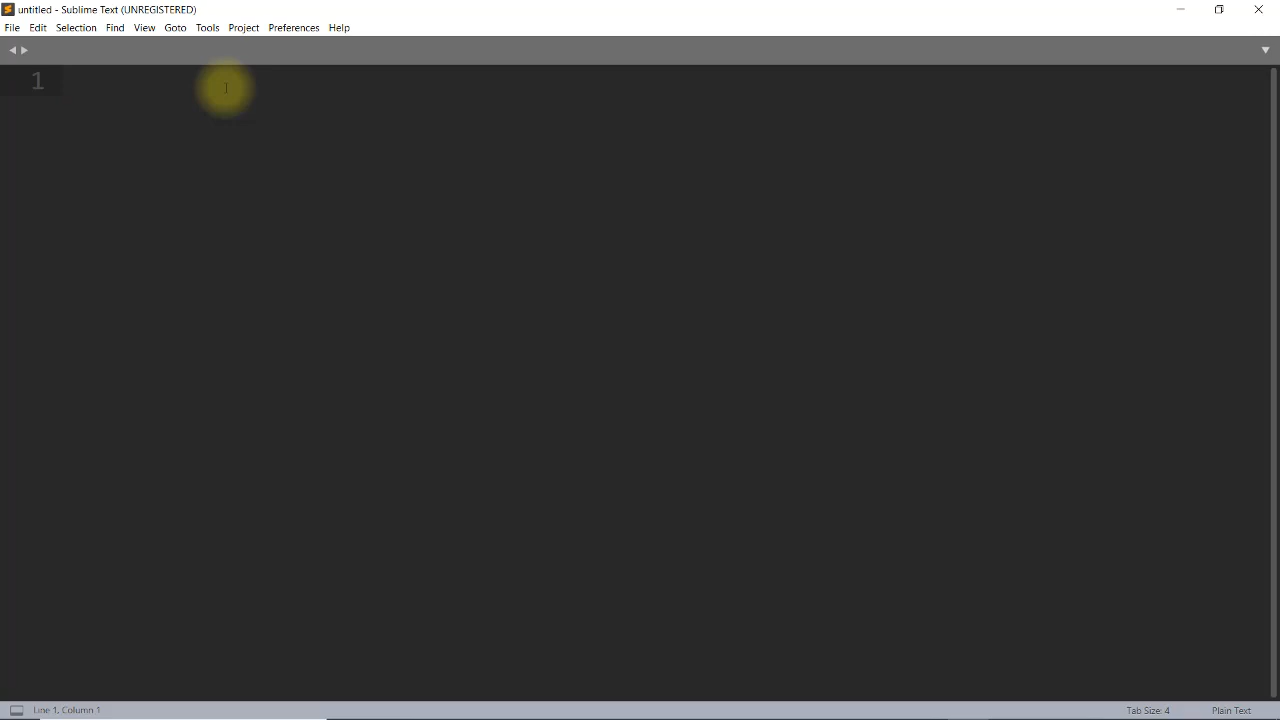 untitled - Sublime Text (UNREGISTERED)
File Edit Selection Find View Goto Tools Project Preferences Help
1
Line 1, Column 1 Tab Size: 4 Plain Text